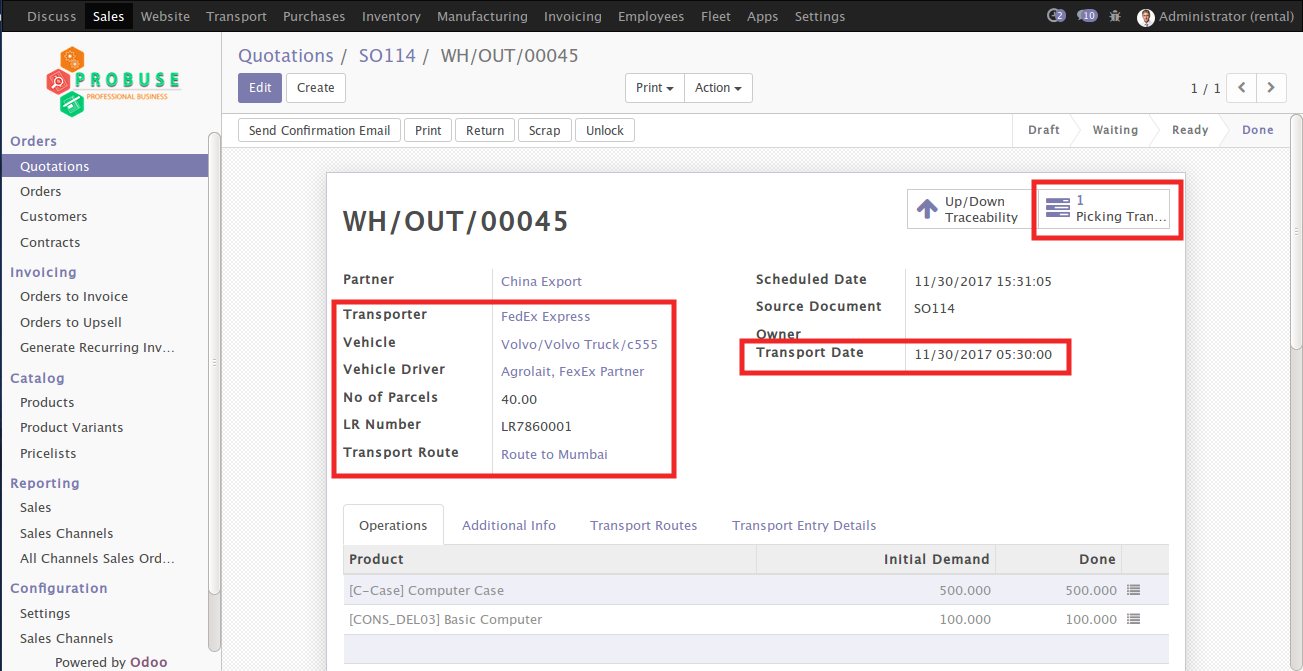 Discuss Sales Website Transport Purchases Inventory Manufacturing Invoicing Employees Fleet Apps Settings 2 10 Administrator (rental)
PROBUSE
PROFESSIONAL BUSINESS
Quotations / SO114 / WH/OUT/00045
Edit Create Print Action 1 / 1
Send Confirmation Email Print Return Scrap Unlock Draft Waiting Ready Done
Orders
Quotations
Orders
Customers
Contracts
Invoicing
Orders to Invoice
Orders to Upsell
Generate Recurring Inv...
Catalog
Products
Product Variants
Pricelists
Reporting
Sales
Sales Channels
All Channels Sales Ord...
Configuration
Settings
Sales Channels
Powered by Odoo
Up/Down
Traceability
1
Picking Tran...
WH/OUT/00045
Partner China Export
Transporter FedEx Express
Vehicle Volvo/Volvo Truck/c555
Vehicle Driver Agrolait, FexEx Partner
No of Parcels 40.00
LR Number LR7860001
Transport Route Route to Mumbai
Scheduled Date 11/30/2017 15:31:05
Source Document SO114
Owner
Transport Date 11/30/2017 05:30:00
Operations Additional Info Transport Routes Transport Entry Details
Product Initial Demand Done
[C-Case] Computer Case 500.000 500.000
[CONS_DEL03] Basic Computer 100.000 100.000